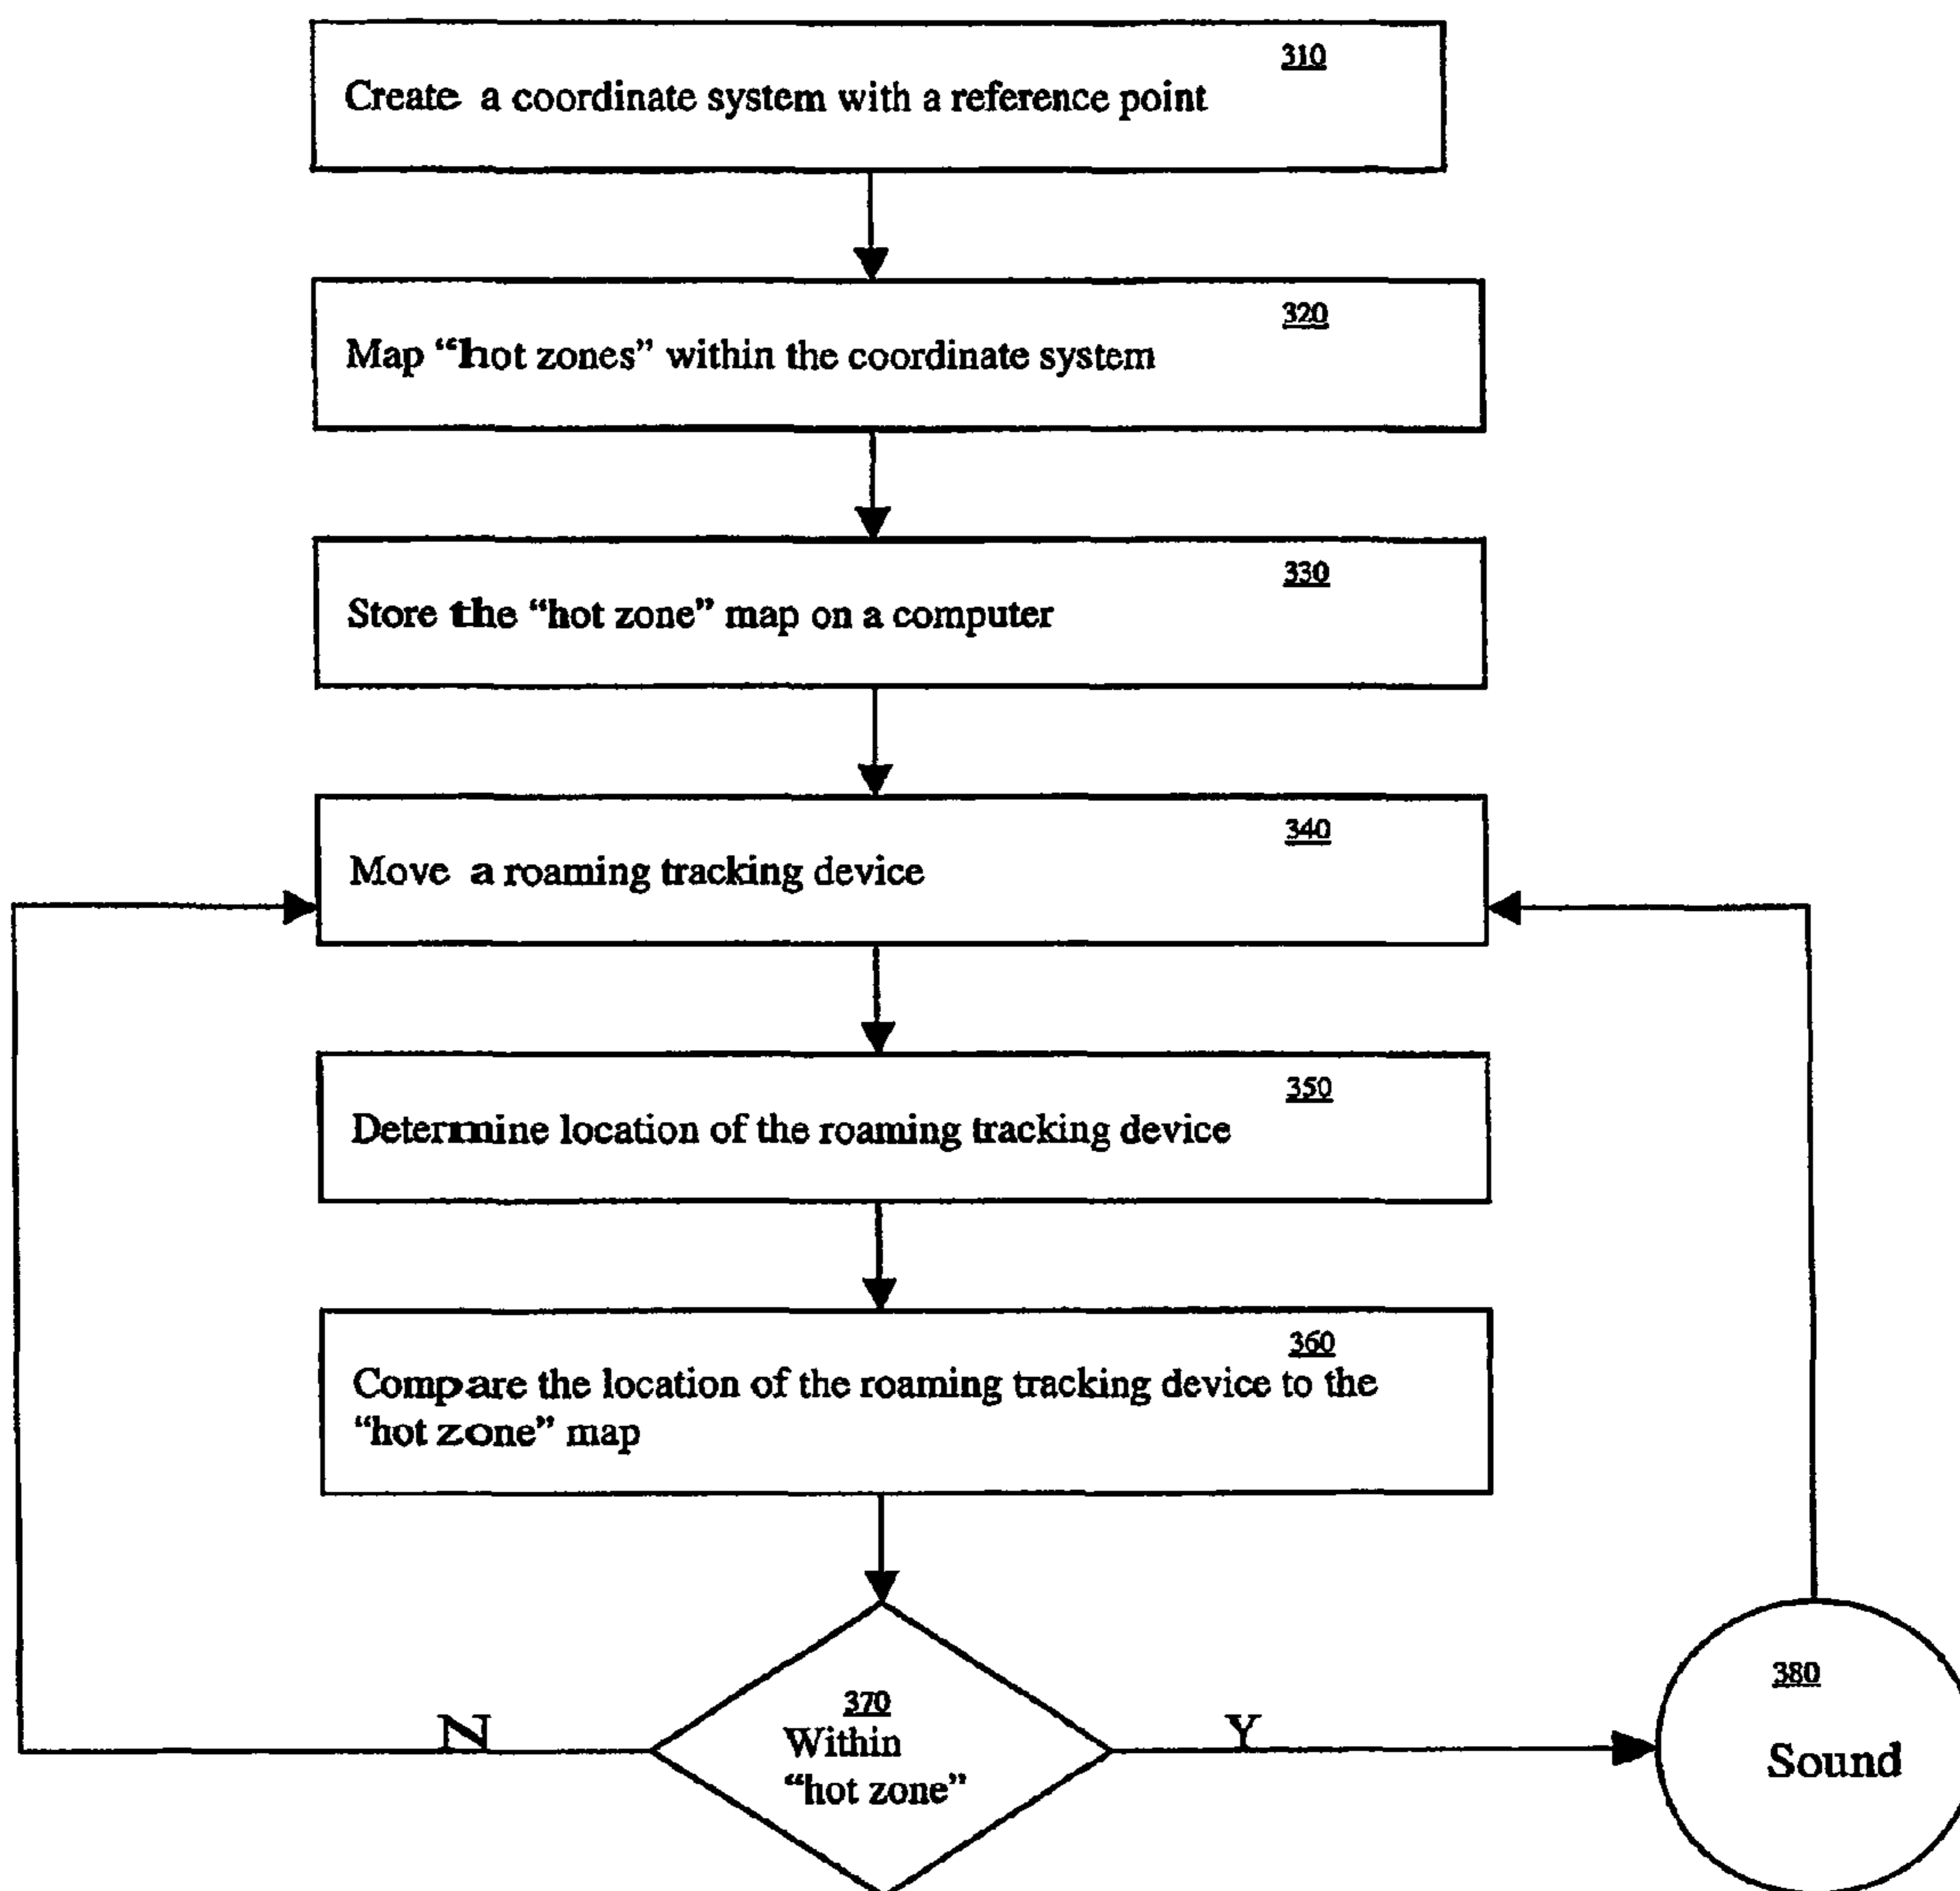 310
Create a coordinate system with a reference point
320
Map “hot zones” within the coordinate system
330
Store the “hot zone” map on a computer
340
Move a roaming tracking device
350
Determine location of the roaming tracking device
360
Compare the location of the roaming tracking device to the
“hot zone” map
370
Within
“hot zone”
N
Y
380
Sound